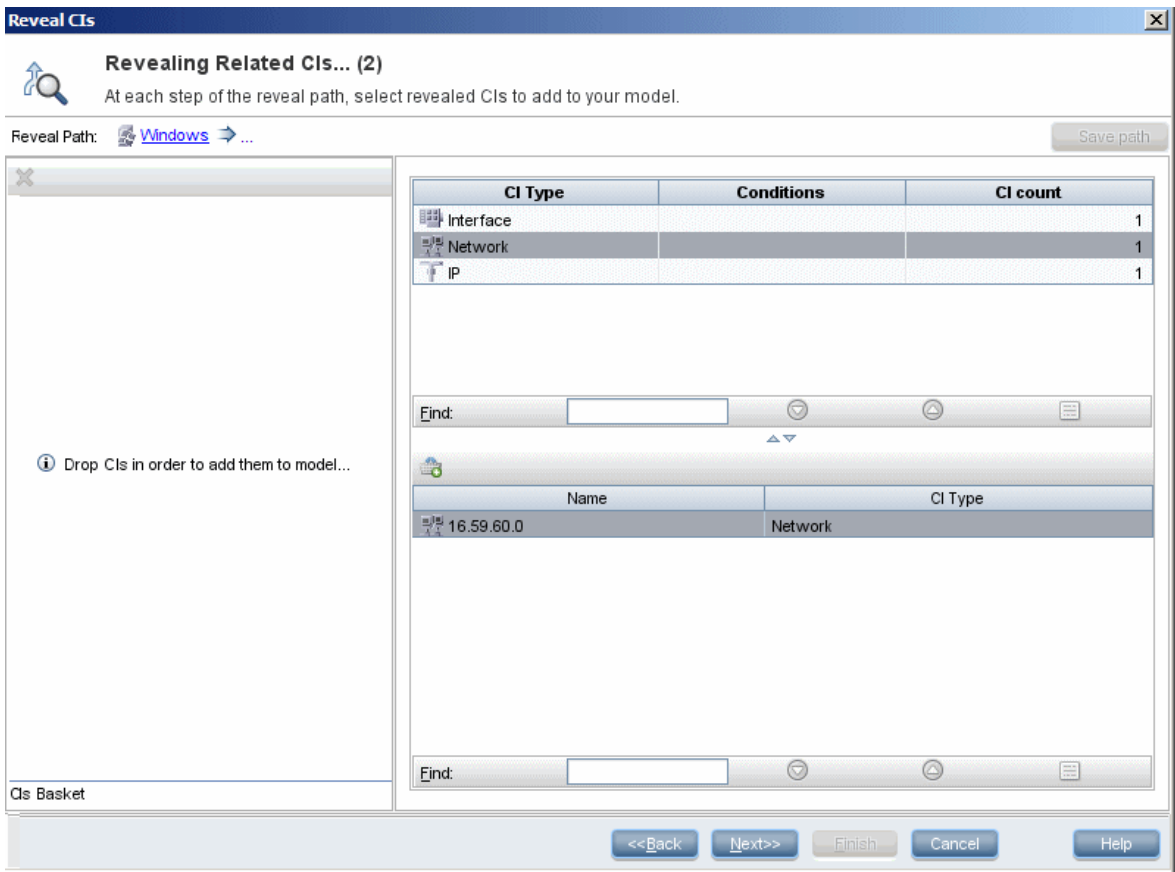 Reveal CIs
Revealing Related CIs... (2)
At each step of the reveal path, select revealed CIs to add to your model.
Reveal Path: Windows ...
Save path
CI Type Conditions CI count
Interface 1
Network 1
IP 1
Find:
Drop CIs in order to add them to model...
Name CI Type
16.59.60.0 Network
Find:
CIs Basket
<<Back Next>> Finish Cancel Help